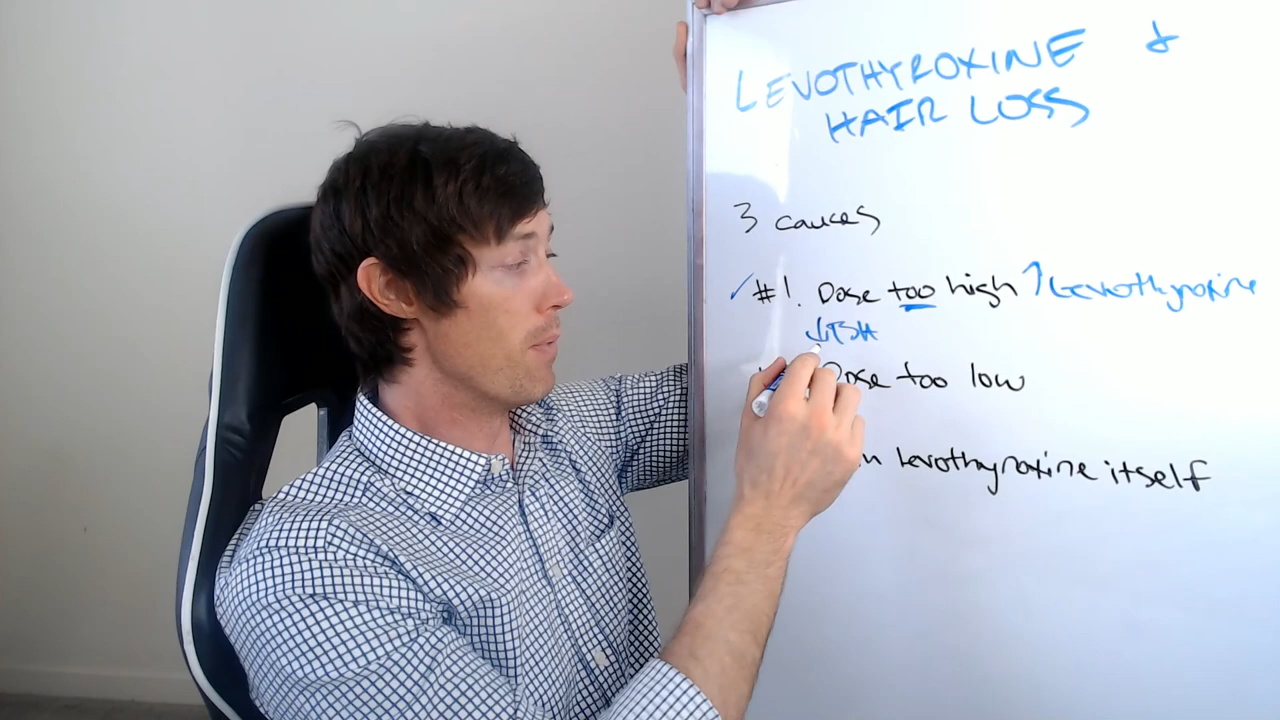 LEVOTHYROXINE &
HAIR LOSS
3 causes
✓ #1. Dose too high ↑ Levothyroxine
↓TSH
Dose too low
levothyroxine itself